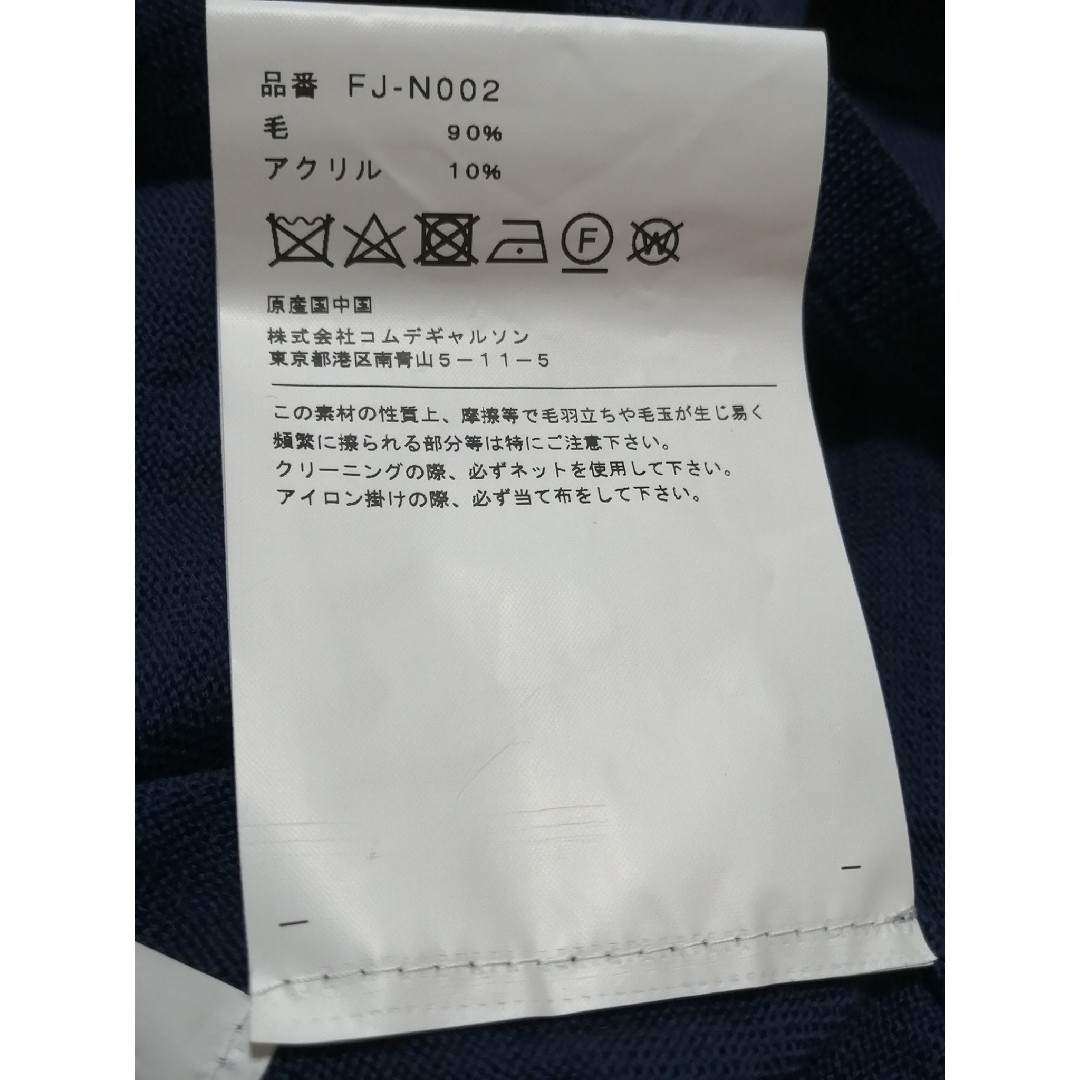 品番 FJ-N002
毛 90%
アクリル 10%
F W
原産国中国
株式会社コムデギャルソン
東京都港区南青山5-11-5
この素材の性質上、摩擦等で毛羽立ちや毛玉が生じ易く
頻繁に擦られる部分等は特にご注意下さい。
クリーニングの際、必ずネットを使用して下さい。
アイロン掛けの際、必ず当て布をして下さい。